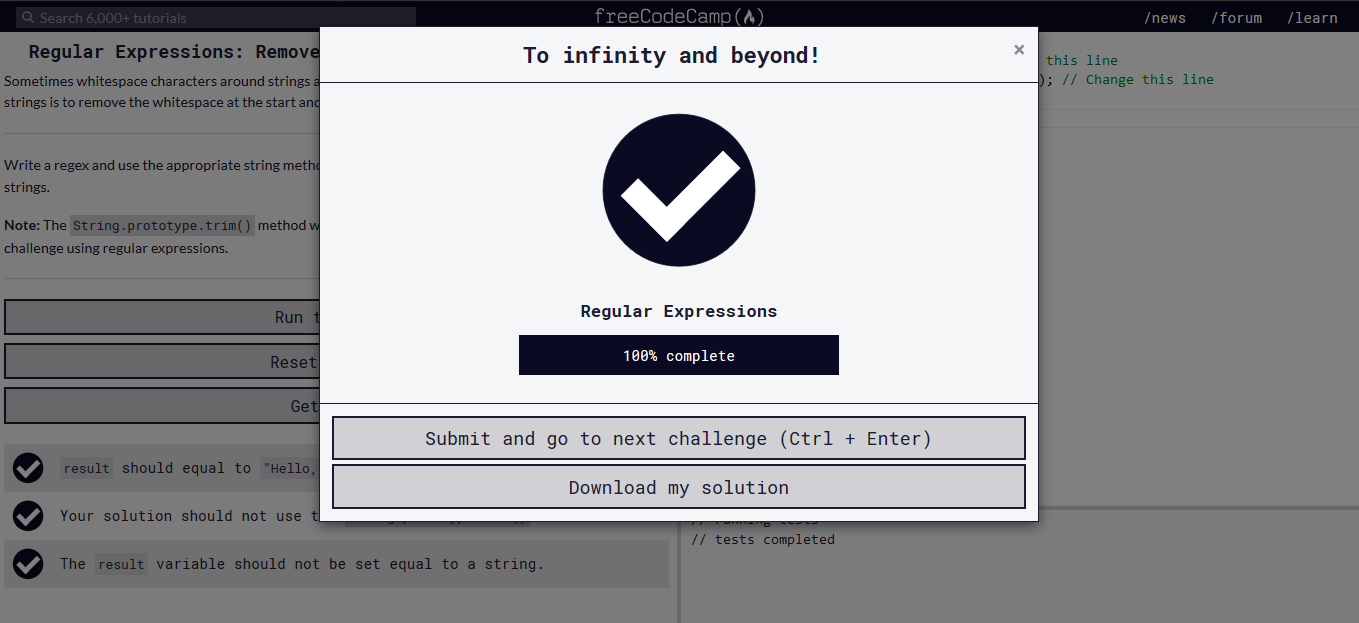 Search 6,000+ tutorials
freeCodeCamp
/news /forum /learn
Regular Expressions: Remove
Sometimes whitespace characters around strings
strings is to remove the whitespace at the start
Write a regex and use the appropriate string
strings.
Note: The String.prototype.trim() method
challenge using regular expressions.
Run
Reset
Get
result should equal to "Hello,
Your solution should not use
The result variable should not be set equal to a string.
To infinity and beyond!
×
Regular Expressions
100% complete
Submit and go to next challenge (Ctrl + Enter)
Download my solution
this line
); // Change this line
// running tests
// tests completed